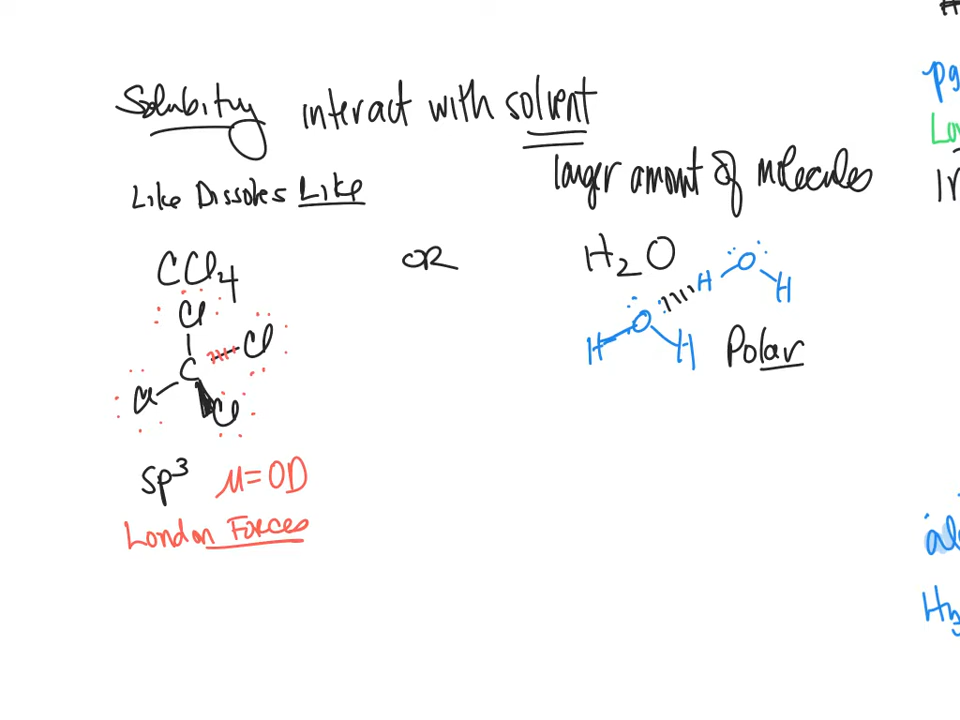 Solubity interact with solvent
larger amount of molecules
Like Dissolves Like
CCl4 OR H2O
Cl
C
Cl
Cl
Cl
O
H
H
O
H
H
Polar
sp3 μ=0D
London Forces